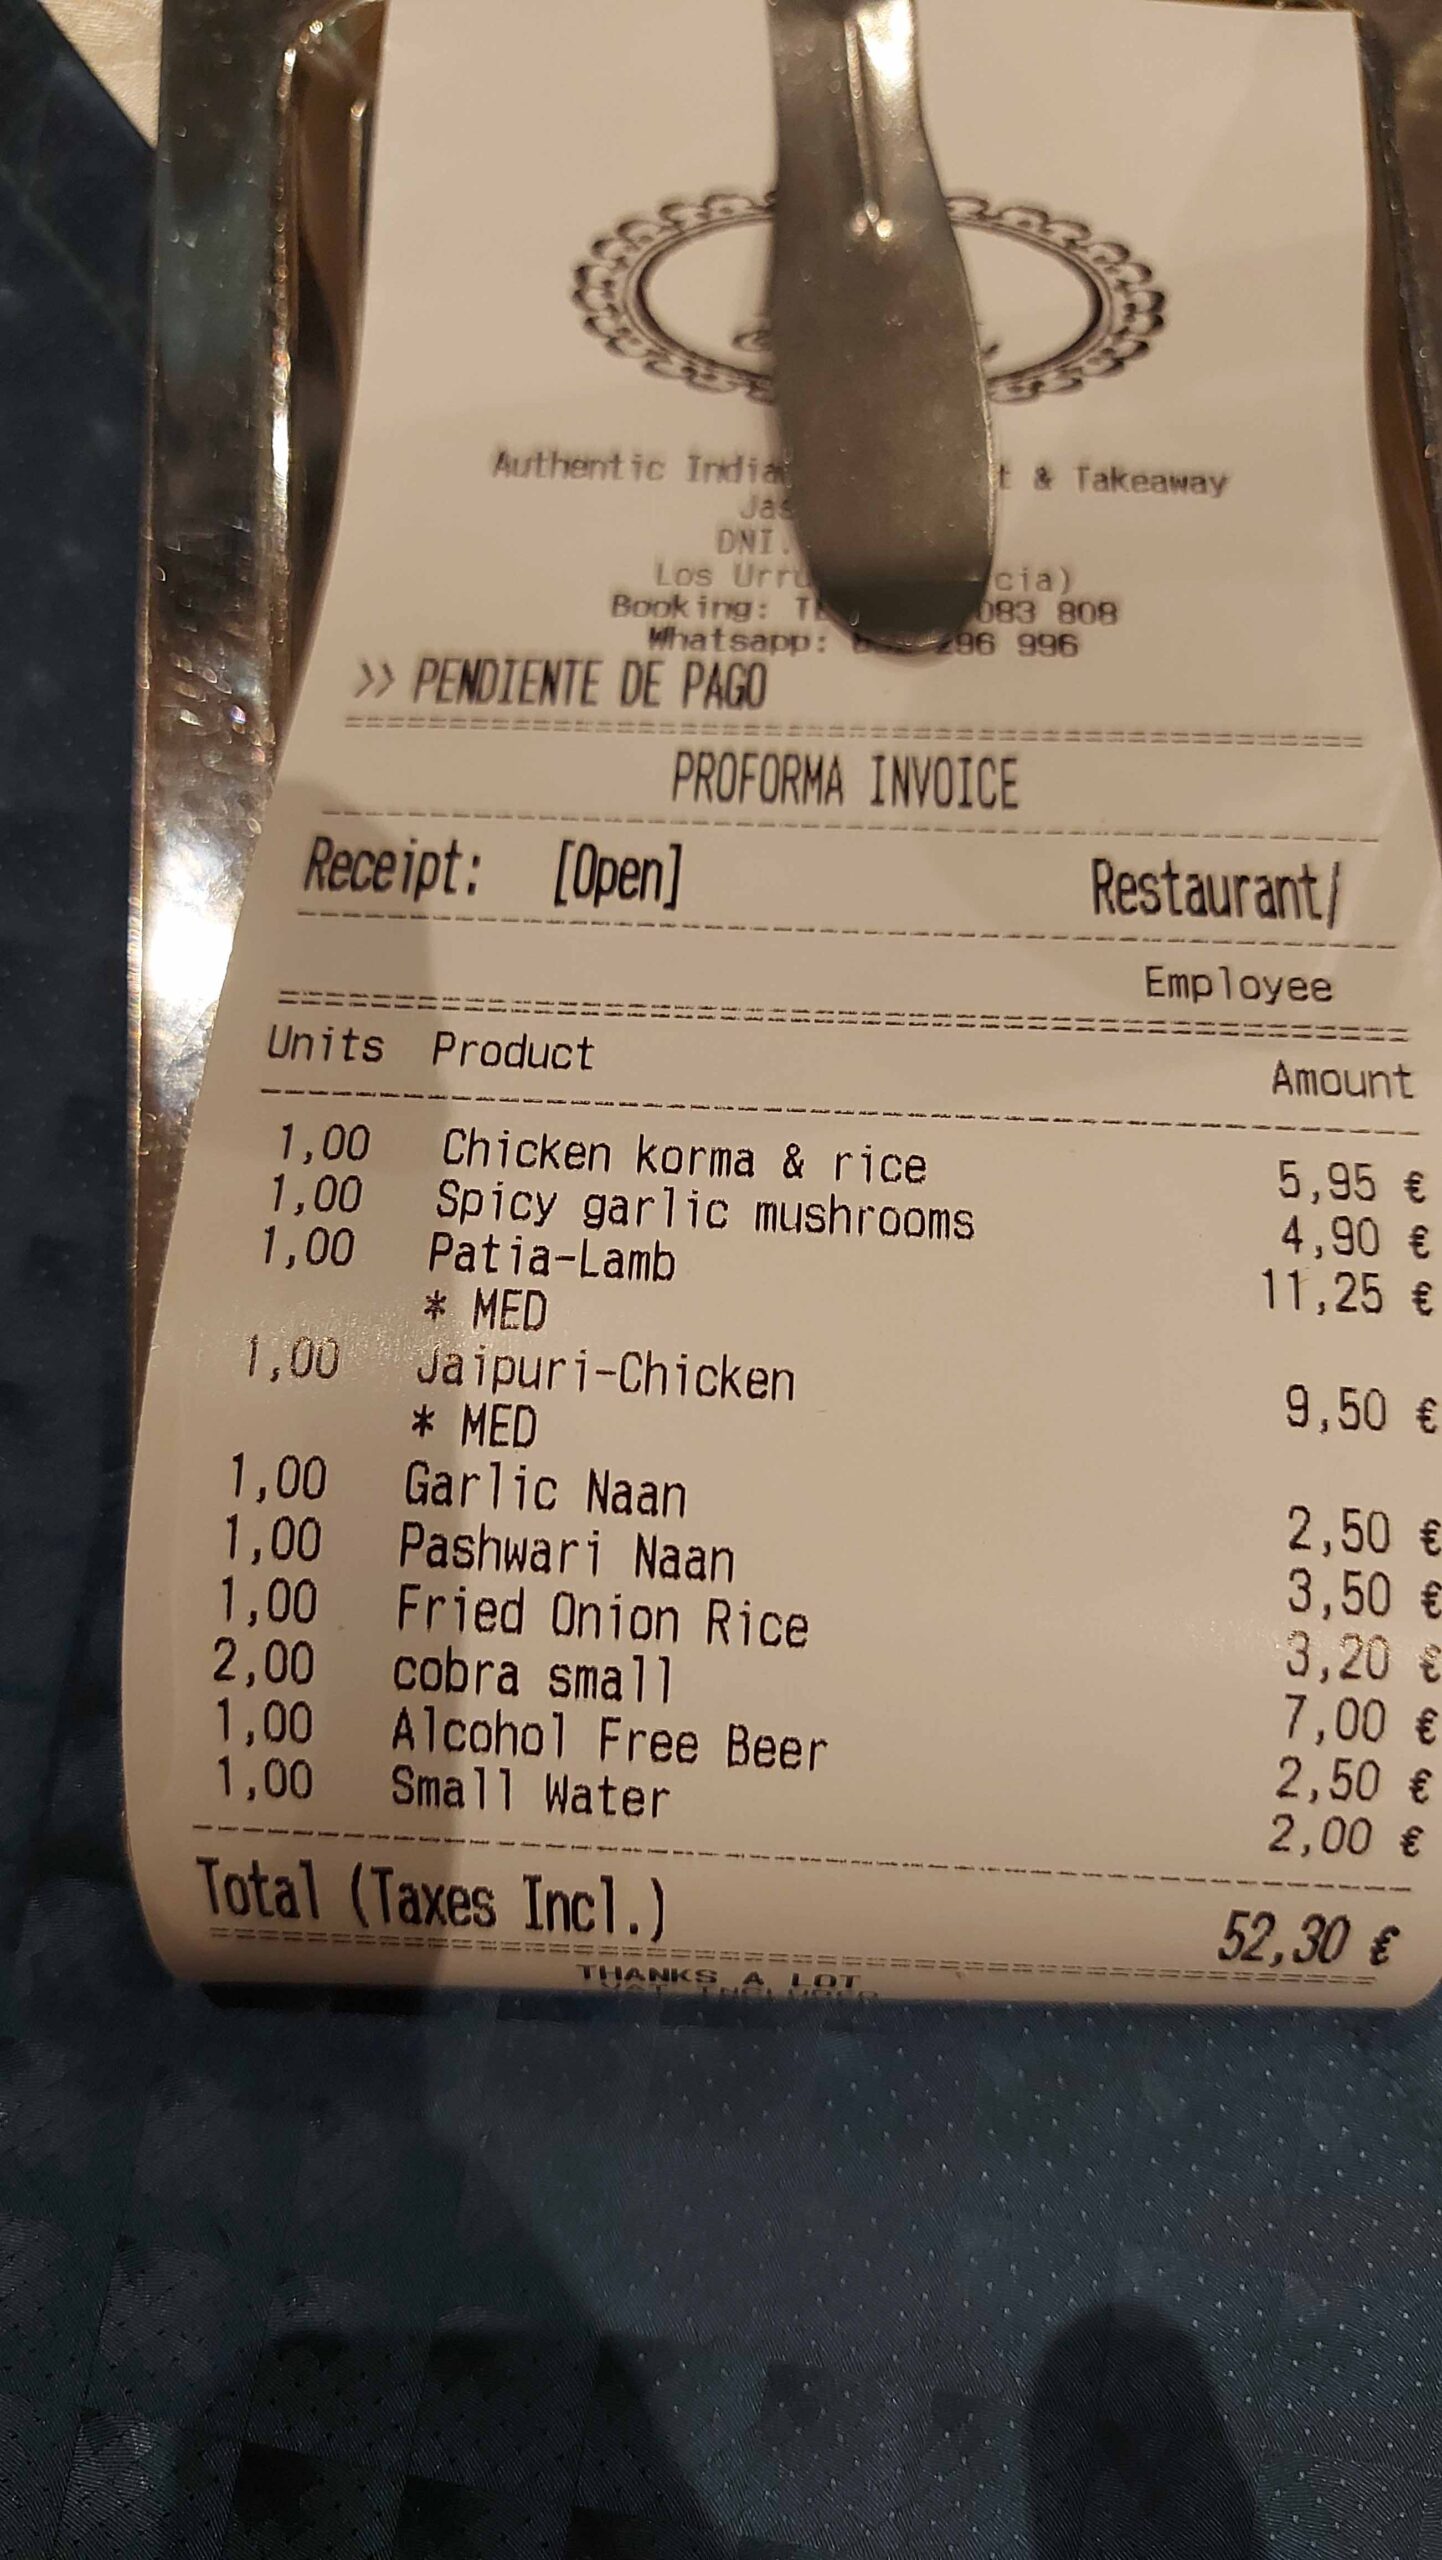 Authentic & Takeaway
DNI.
Los
Booking: 083 808
Whatsapp: 996
>> PENDIENTE DE PAGO
PROFORMA INVOICE
Receipt: [Open] Restaurant/
Employee
Units Product Amount
1,00 Chicken korma & rice 5,95 €
1,00 Spicy garlic mushrooms 4,90 €
1,00 Patia-Lamb 11,25 €
* MED
1,00 Jaipuri-Chicken 9,50 €
* MED
1,00 Garlic Naan 2,50 €
1,00 Pashwari Naan 3,50 €
1,00 Fried Onion Rice 3,20 €
2,00 cobra small 7,00 €
1,00 Alcohol Free Beer 2,50 €
1,00 Small Water 2,00 €
Total (Taxes Incl.) 52,30 €
THANKS A LOT